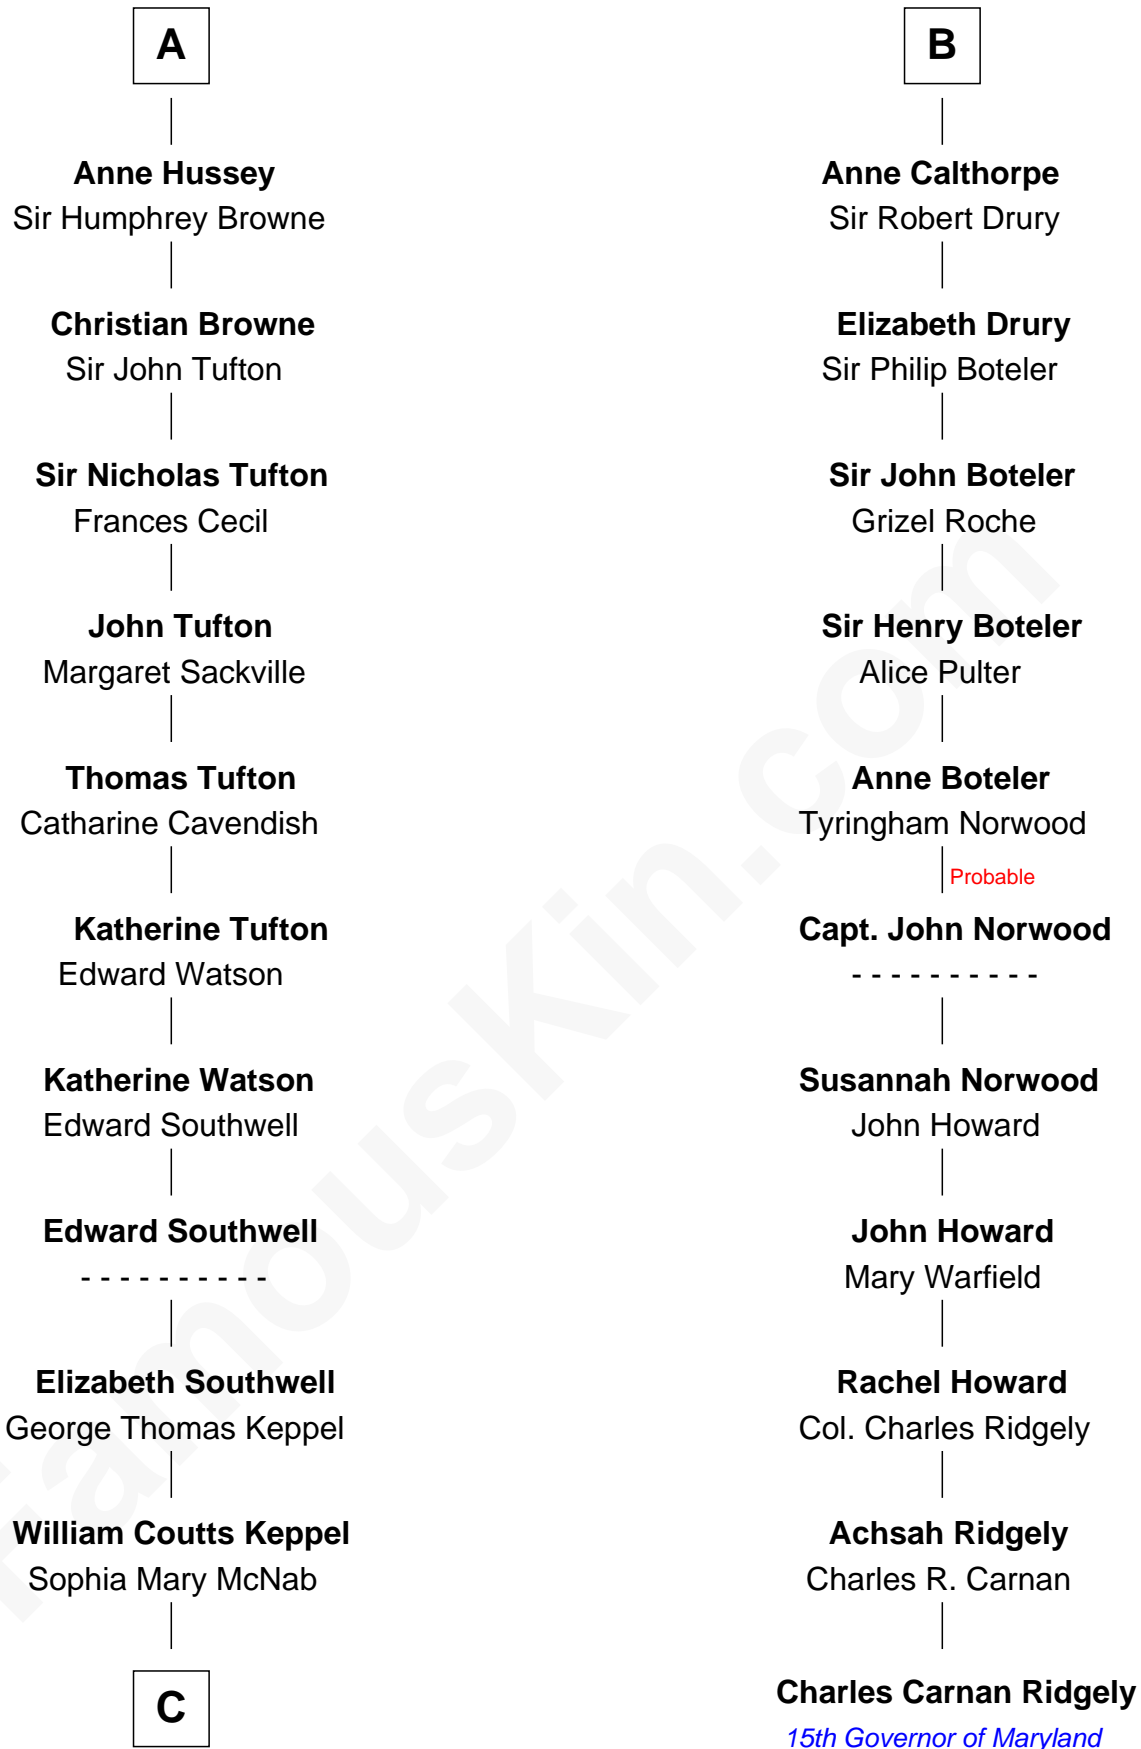 A
Anne Hussey
Sir Humphrey Browne
Christian Browne
Sir John Tufton
Sir Nicholas Tufton
Frances Cecil
John Tufton
Margaret Sackville
Thomas Tufton
Catharine Cavendish
Katherine Tufton
Edward Watson
Katherine Watson
Edward Southwell
Edward Southwell
- - - - - - - - - -
Elizabeth Southwell
George Thomas Keppel
William Coutts Keppel
Sophia Mary McNab
C
B
Anne Calthorpe
Sir Robert Drury
Elizabeth Drury
Sir Philip Boteler
Sir John Boteler
Grizel Roche
Sir Henry Boteler
Alice Pulter
Anne Boteler
Tyringham Norwood
Probable
Capt. John Norwood
- - - - - - - - - -
Susannah Norwood
John Howard
John Howard
Mary Warfield
Rachel Howard
Col. Charles Ridgely
Achsah Ridgely
Charles R. Carnan
Charles Carnan Ridgely
15th Governor of Maryland
FamousKin.com